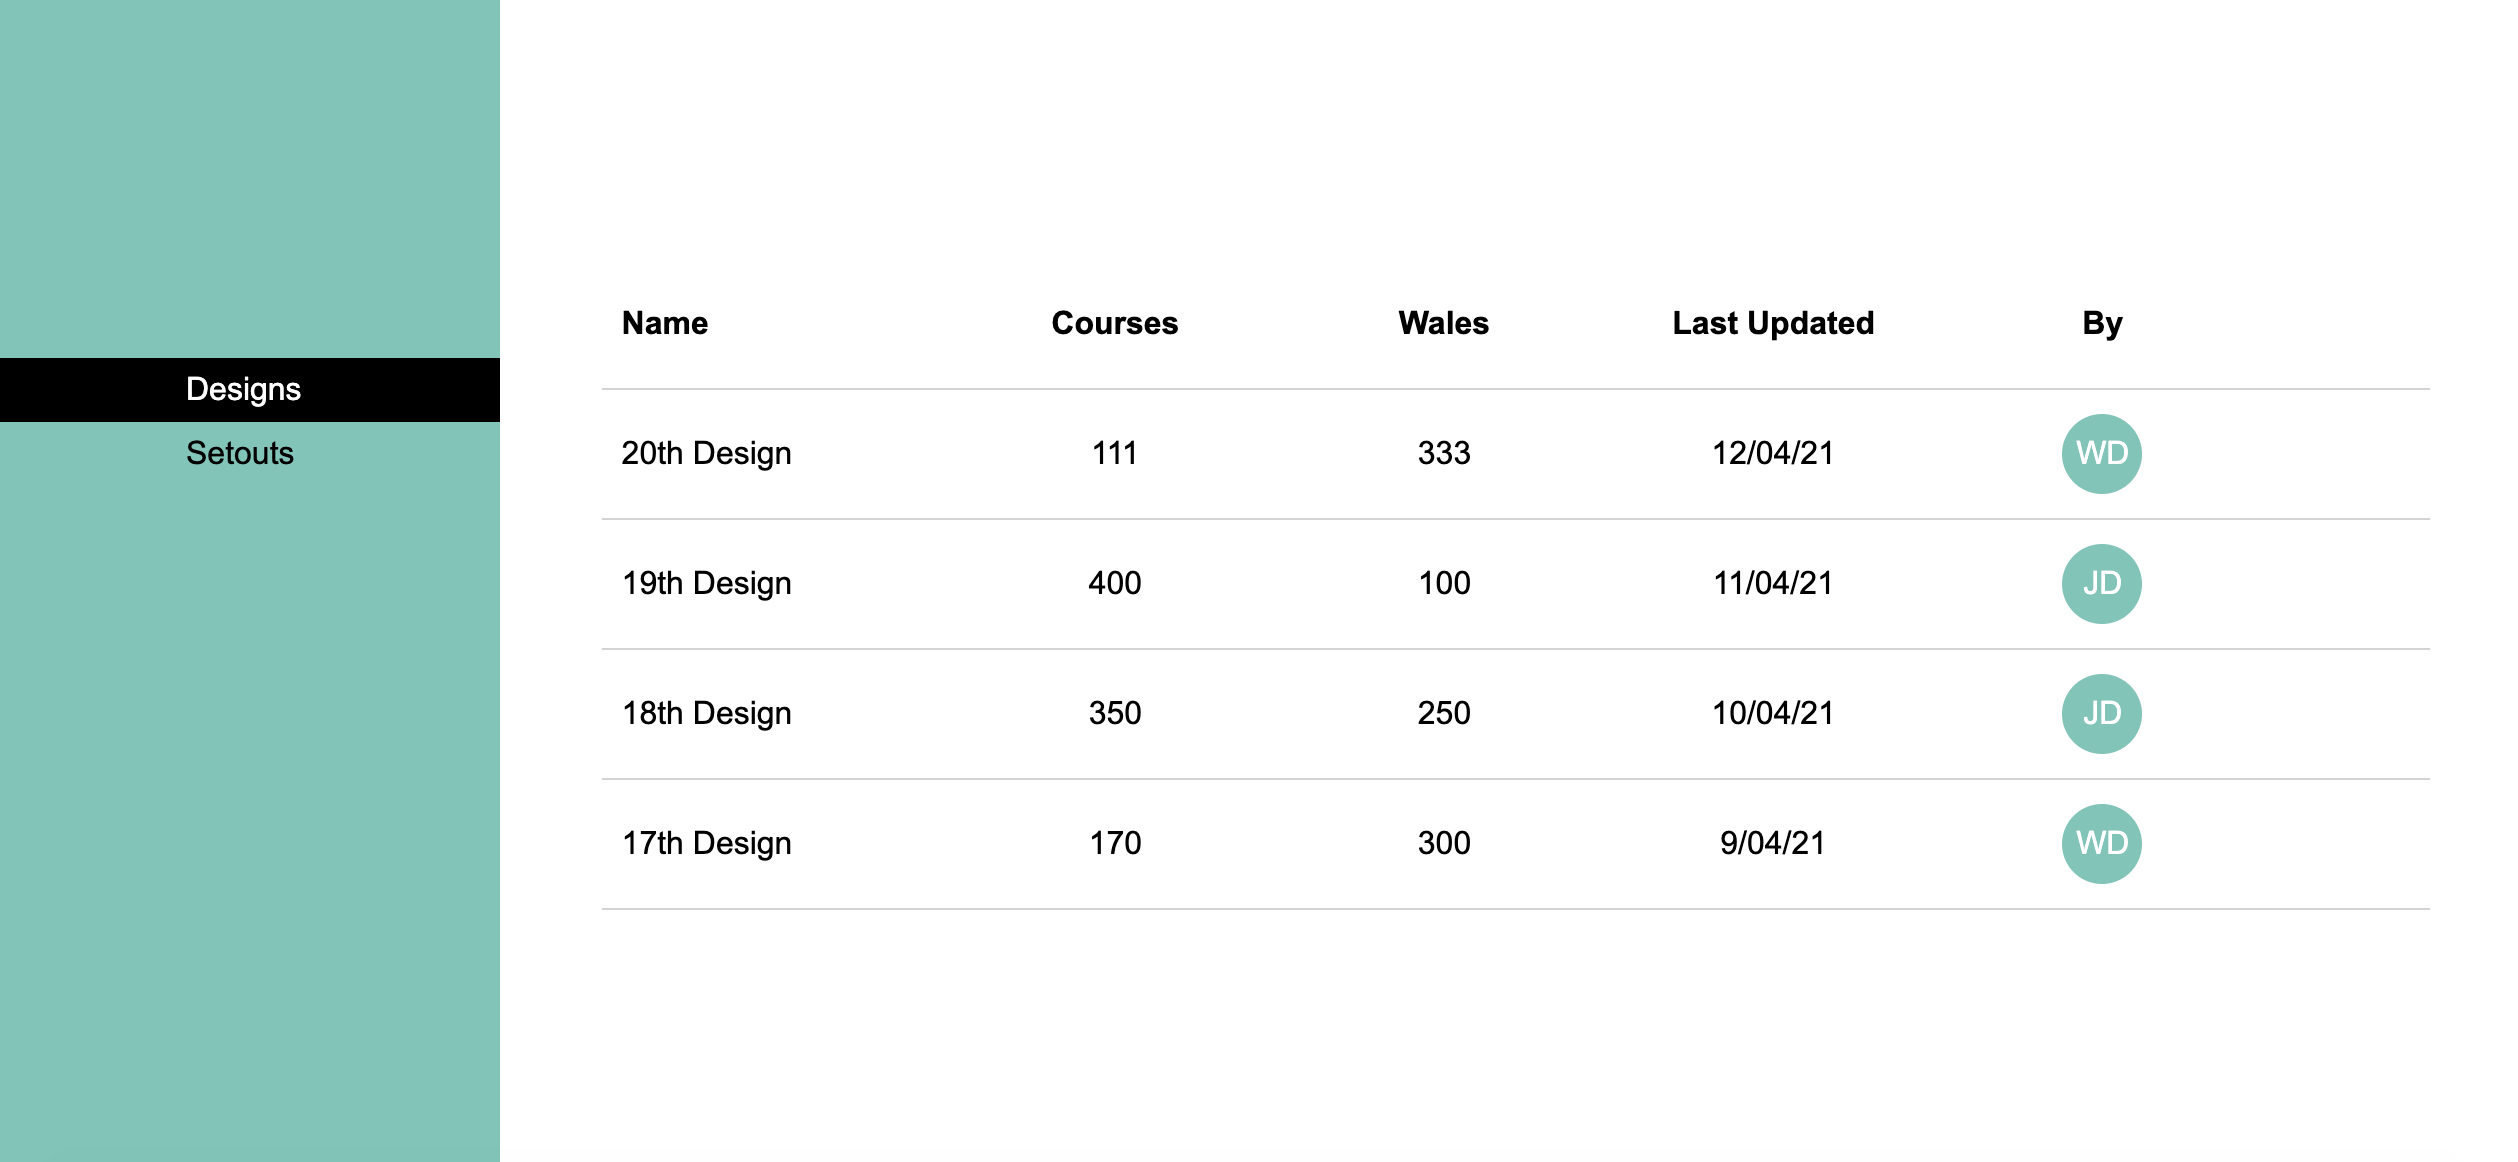 Designs
Setouts
Name Courses Wales Last Updated By
20th Design 111 333 12/04/21 WD
19th Design 400 100 11/04/21 JD
18th Design 350 250 10/04/21 JD
17th Design 170 300 9/04/21 WD